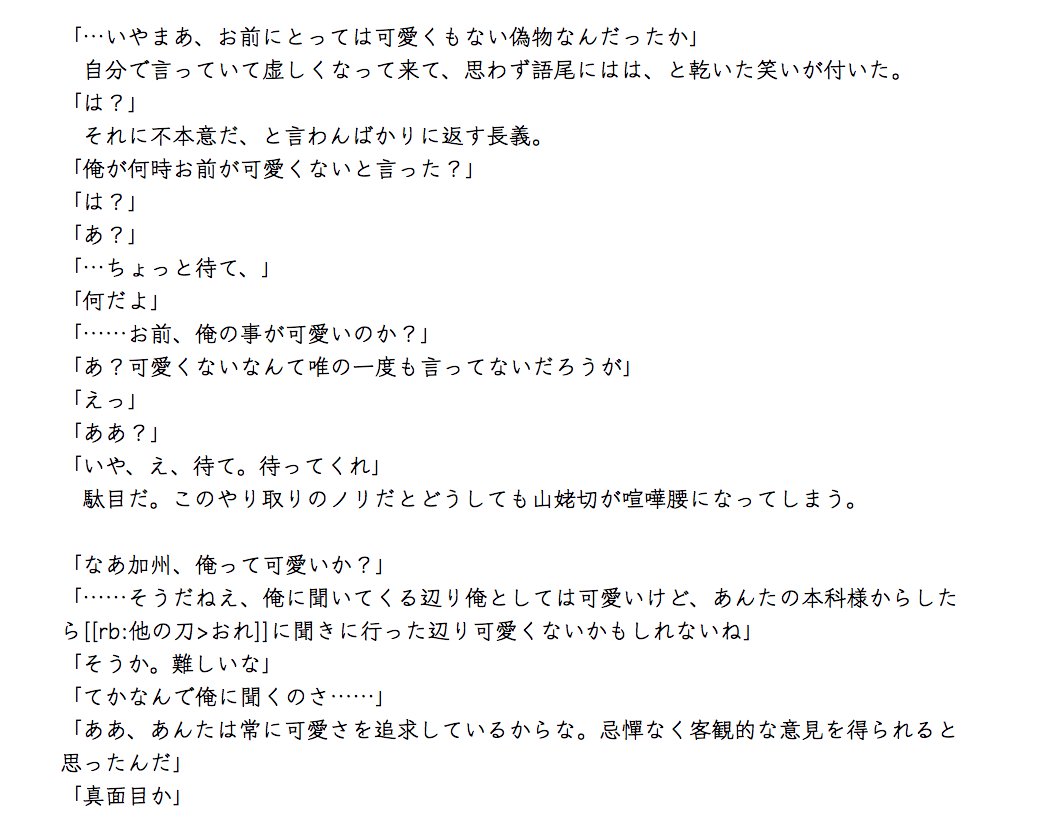 「…いやまあ、お前にとっては可愛くもない偽物なんだったか」
　自分で言っていて虚しくなって来て、思わず語尾にはは、と乾いた笑いが付いた。
「は？」
　それに不本意だ、と言わんばかりに返す長義。
「俺が何時お前が可愛くないと言った？」
「は？」
「あ？」
「…ちょっと待て、」
「何だよ」
「……お前、俺の事が可愛いのか？」
「あ？可愛くないなんて唯の一度も言ってないだろうが」
「えっ」
「ああ？」
「いや、え、待て。待ってくれ」
　駄目だ。このやり取りのノリだとどうしても山姥切が喧嘩腰になってしまう。
「なあ加州、俺って可愛いか？」
「……そうだねえ、俺に聞いてくる辺り俺としては可愛いけど、あんたの本科様からした
ら[[rb:他の刀>おれ]]に聞きに行った辺り可愛くないかもしれないね」
「そうか。難しいな」
「てかなんで俺に聞くのさ……」
「ああ、あんたは常に可愛さを追求しているからな。忌憚なく客観的な意見を得られると
思ったんだ」
「真面目か」